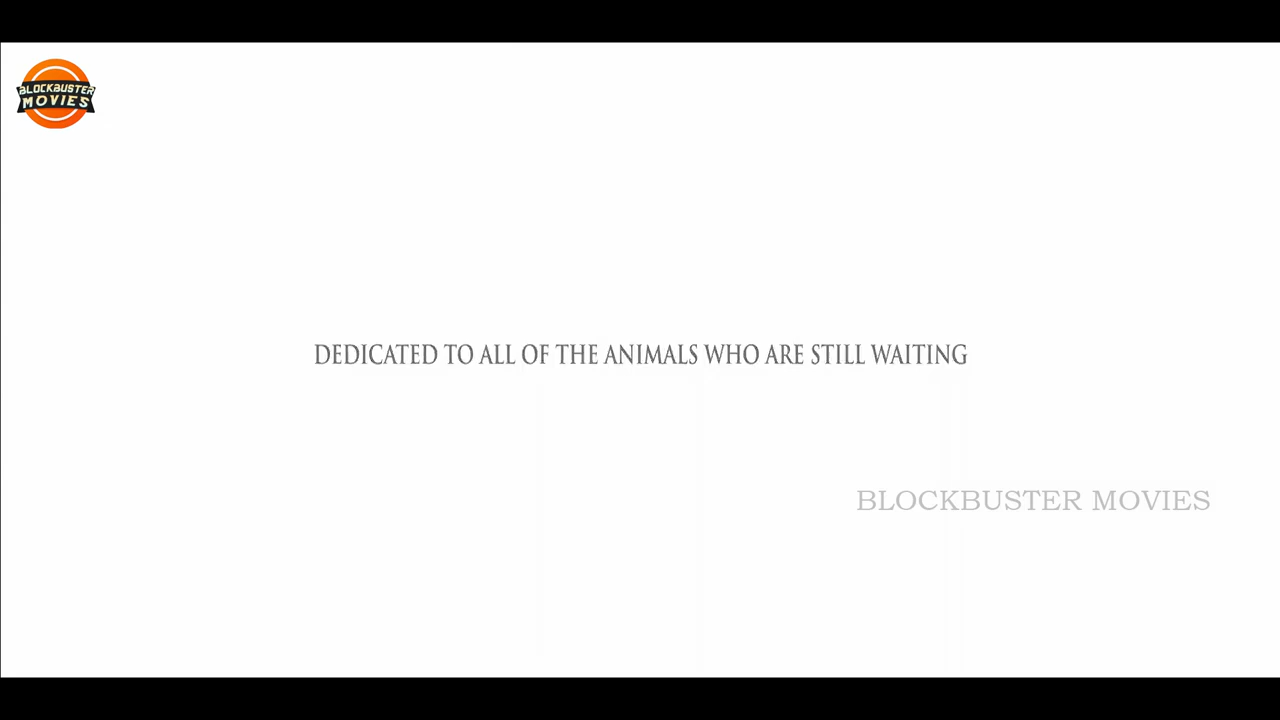 BLOCKBUSTER
MOVIES
DEDICATED TO ALL OF THE ANIMALS WHO ARE STILL WAITING
BLOCKBUSTER MOVIES